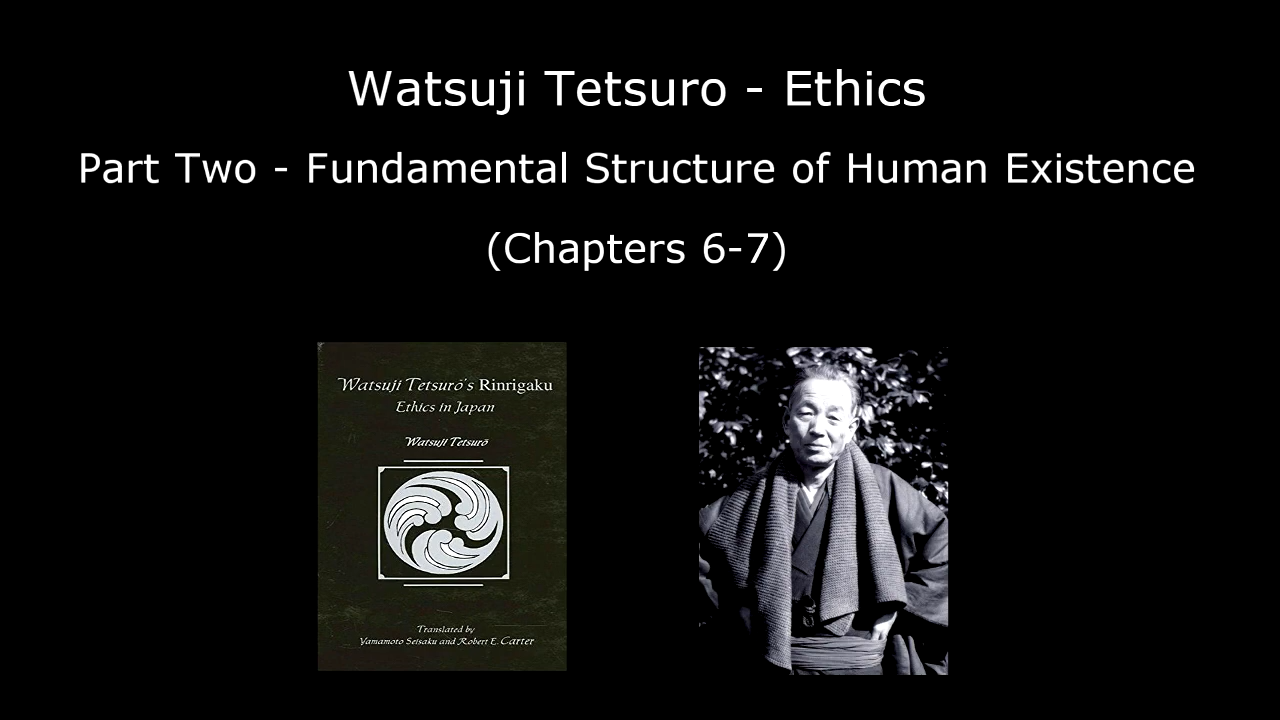 Watsuji Tetsuro - Ethics
Part Two - Fundamental Structure of Human Existence
(Chapters 6-7)
Watsuji Tetsurō's Rinrigaku
Ethics in Japan
Watsuji Tetsurō
Translated by
Yamamoto Seisaku and Robert E. Carter